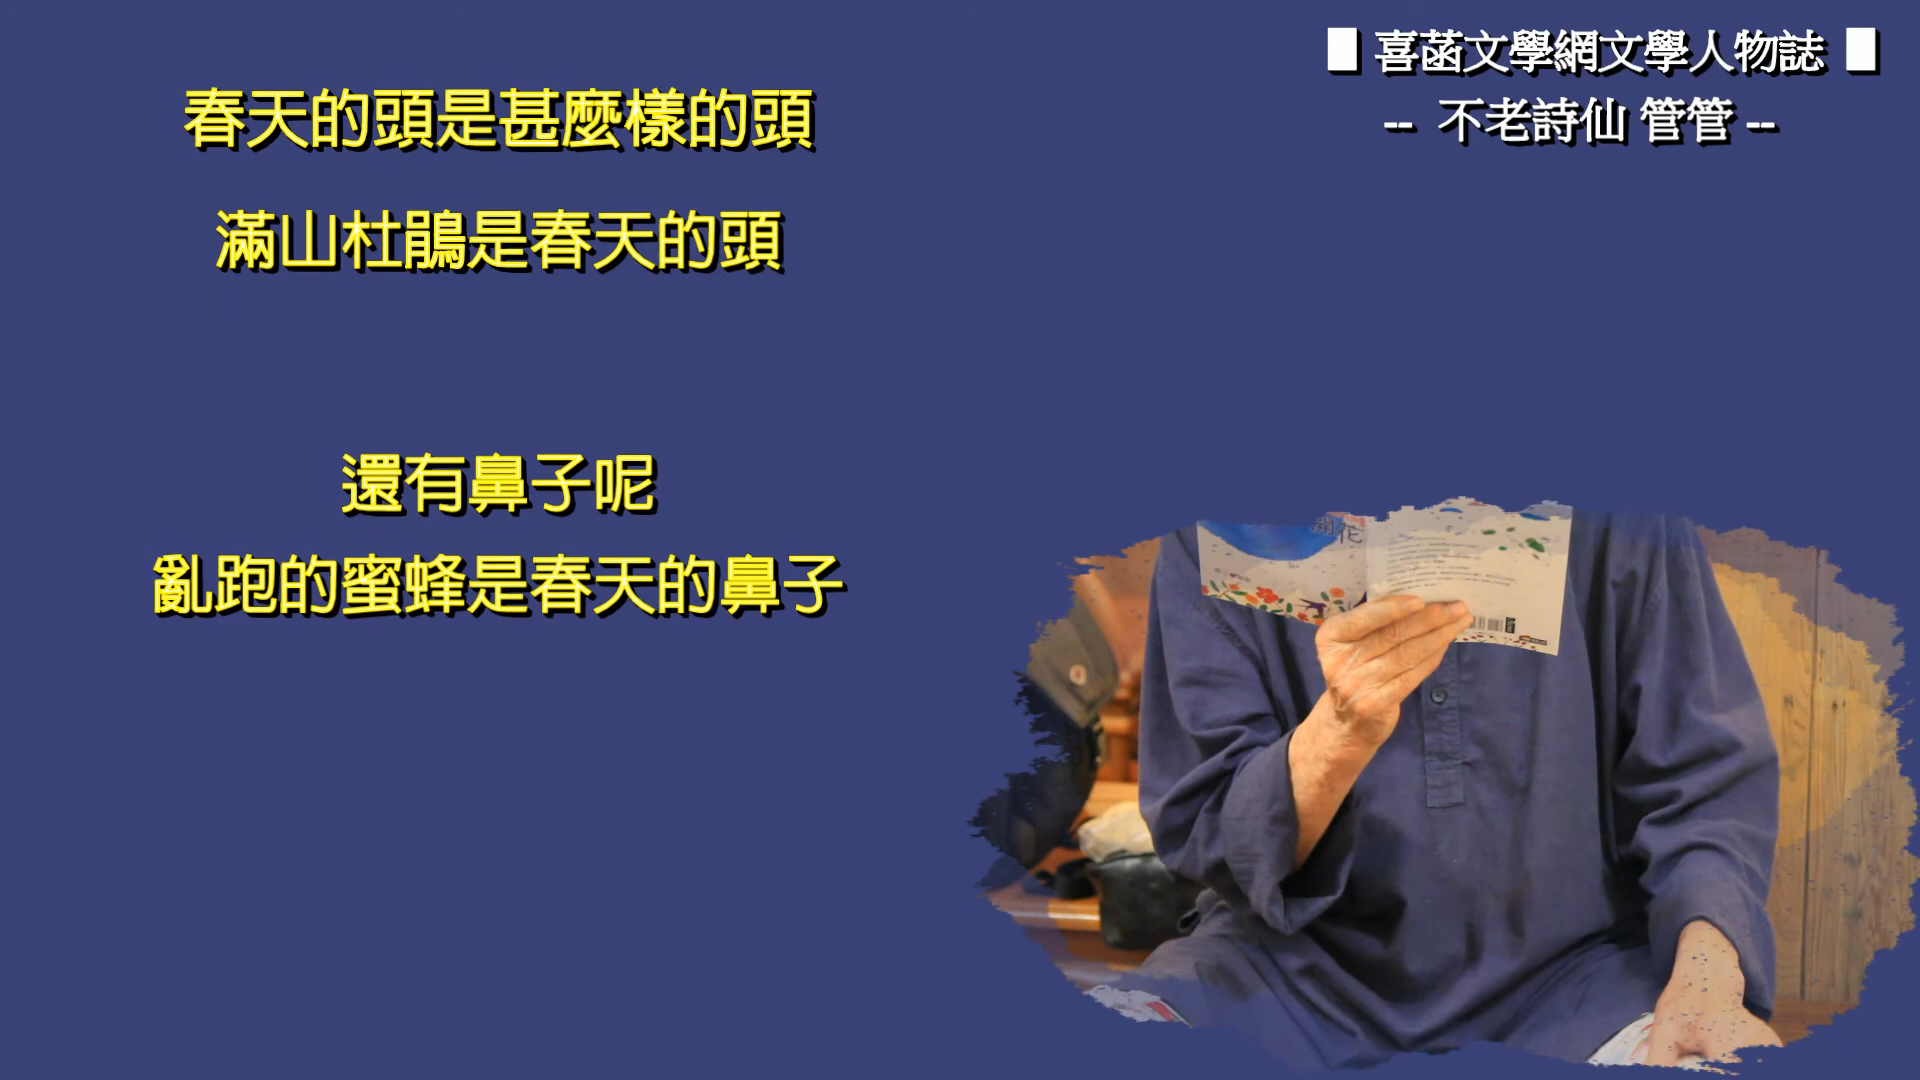 ▉ 喜菡文學網文學人物誌 ▉
-- 不老詩仙 管管 --
春天的頭是甚麼樣的頭
滿山杜鵑是春天的頭
還有鼻子呢
亂跑的蜜蜂是春天的鼻子
開花